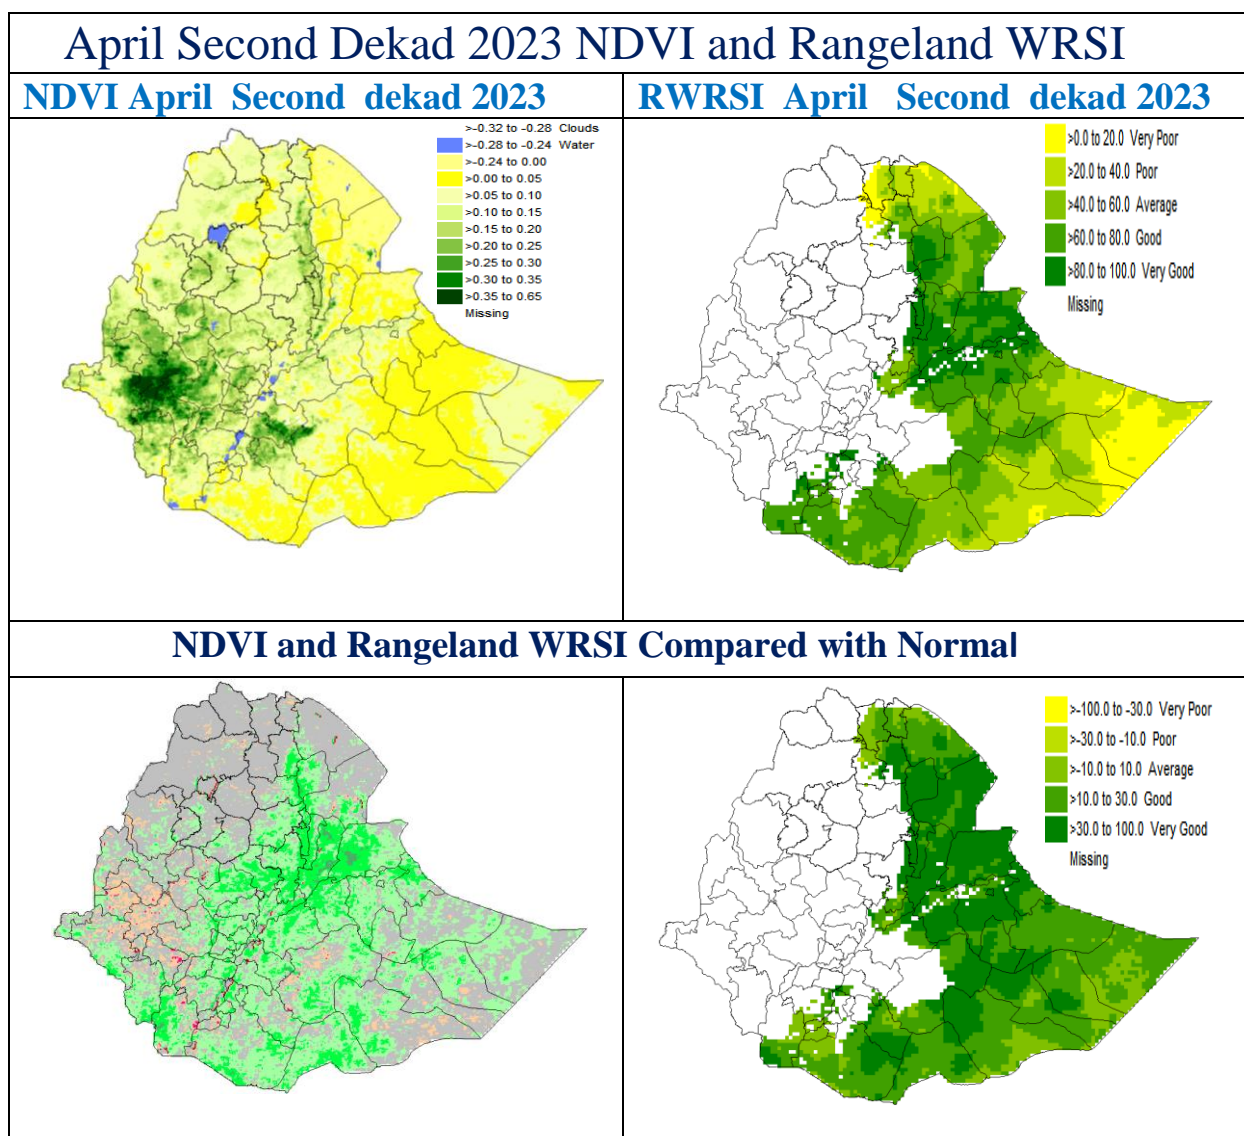 April Second Dekad 2023 NDVI and Rangeland WRSI
NDVI April Second dekad 2023
RWRSI April Second dekad 2023
>-0.32 to -0.28 Clouds
>-0.28 to -0.24 Water
>-0.24 to 0.00
>0.00 to 0.05
>0.05 to 0.10
>0.10 to 0.15
>0.15 to 0.20
>0.20 to 0.25
>0.25 to 0.30
>0.30 to 0.35
>0.35 to 0.65
Missing
>0.0 to 20.0 Very Poor
>20.0 to 40.0 Poor
>40.0 to 60.0 Average
>60.0 to 80.0 Good
>80.0 to 100.0 Very Good
Missing
NDVI and Rangeland WRSI Compared with Normal
>-100.0 to -30.0 Very Poor
>-30.0 to -10.0 Poor
>-10.0 to 10.0 Average
>10.0 to 30.0 Good
>30.0 to 100.0 Very Good
Missing